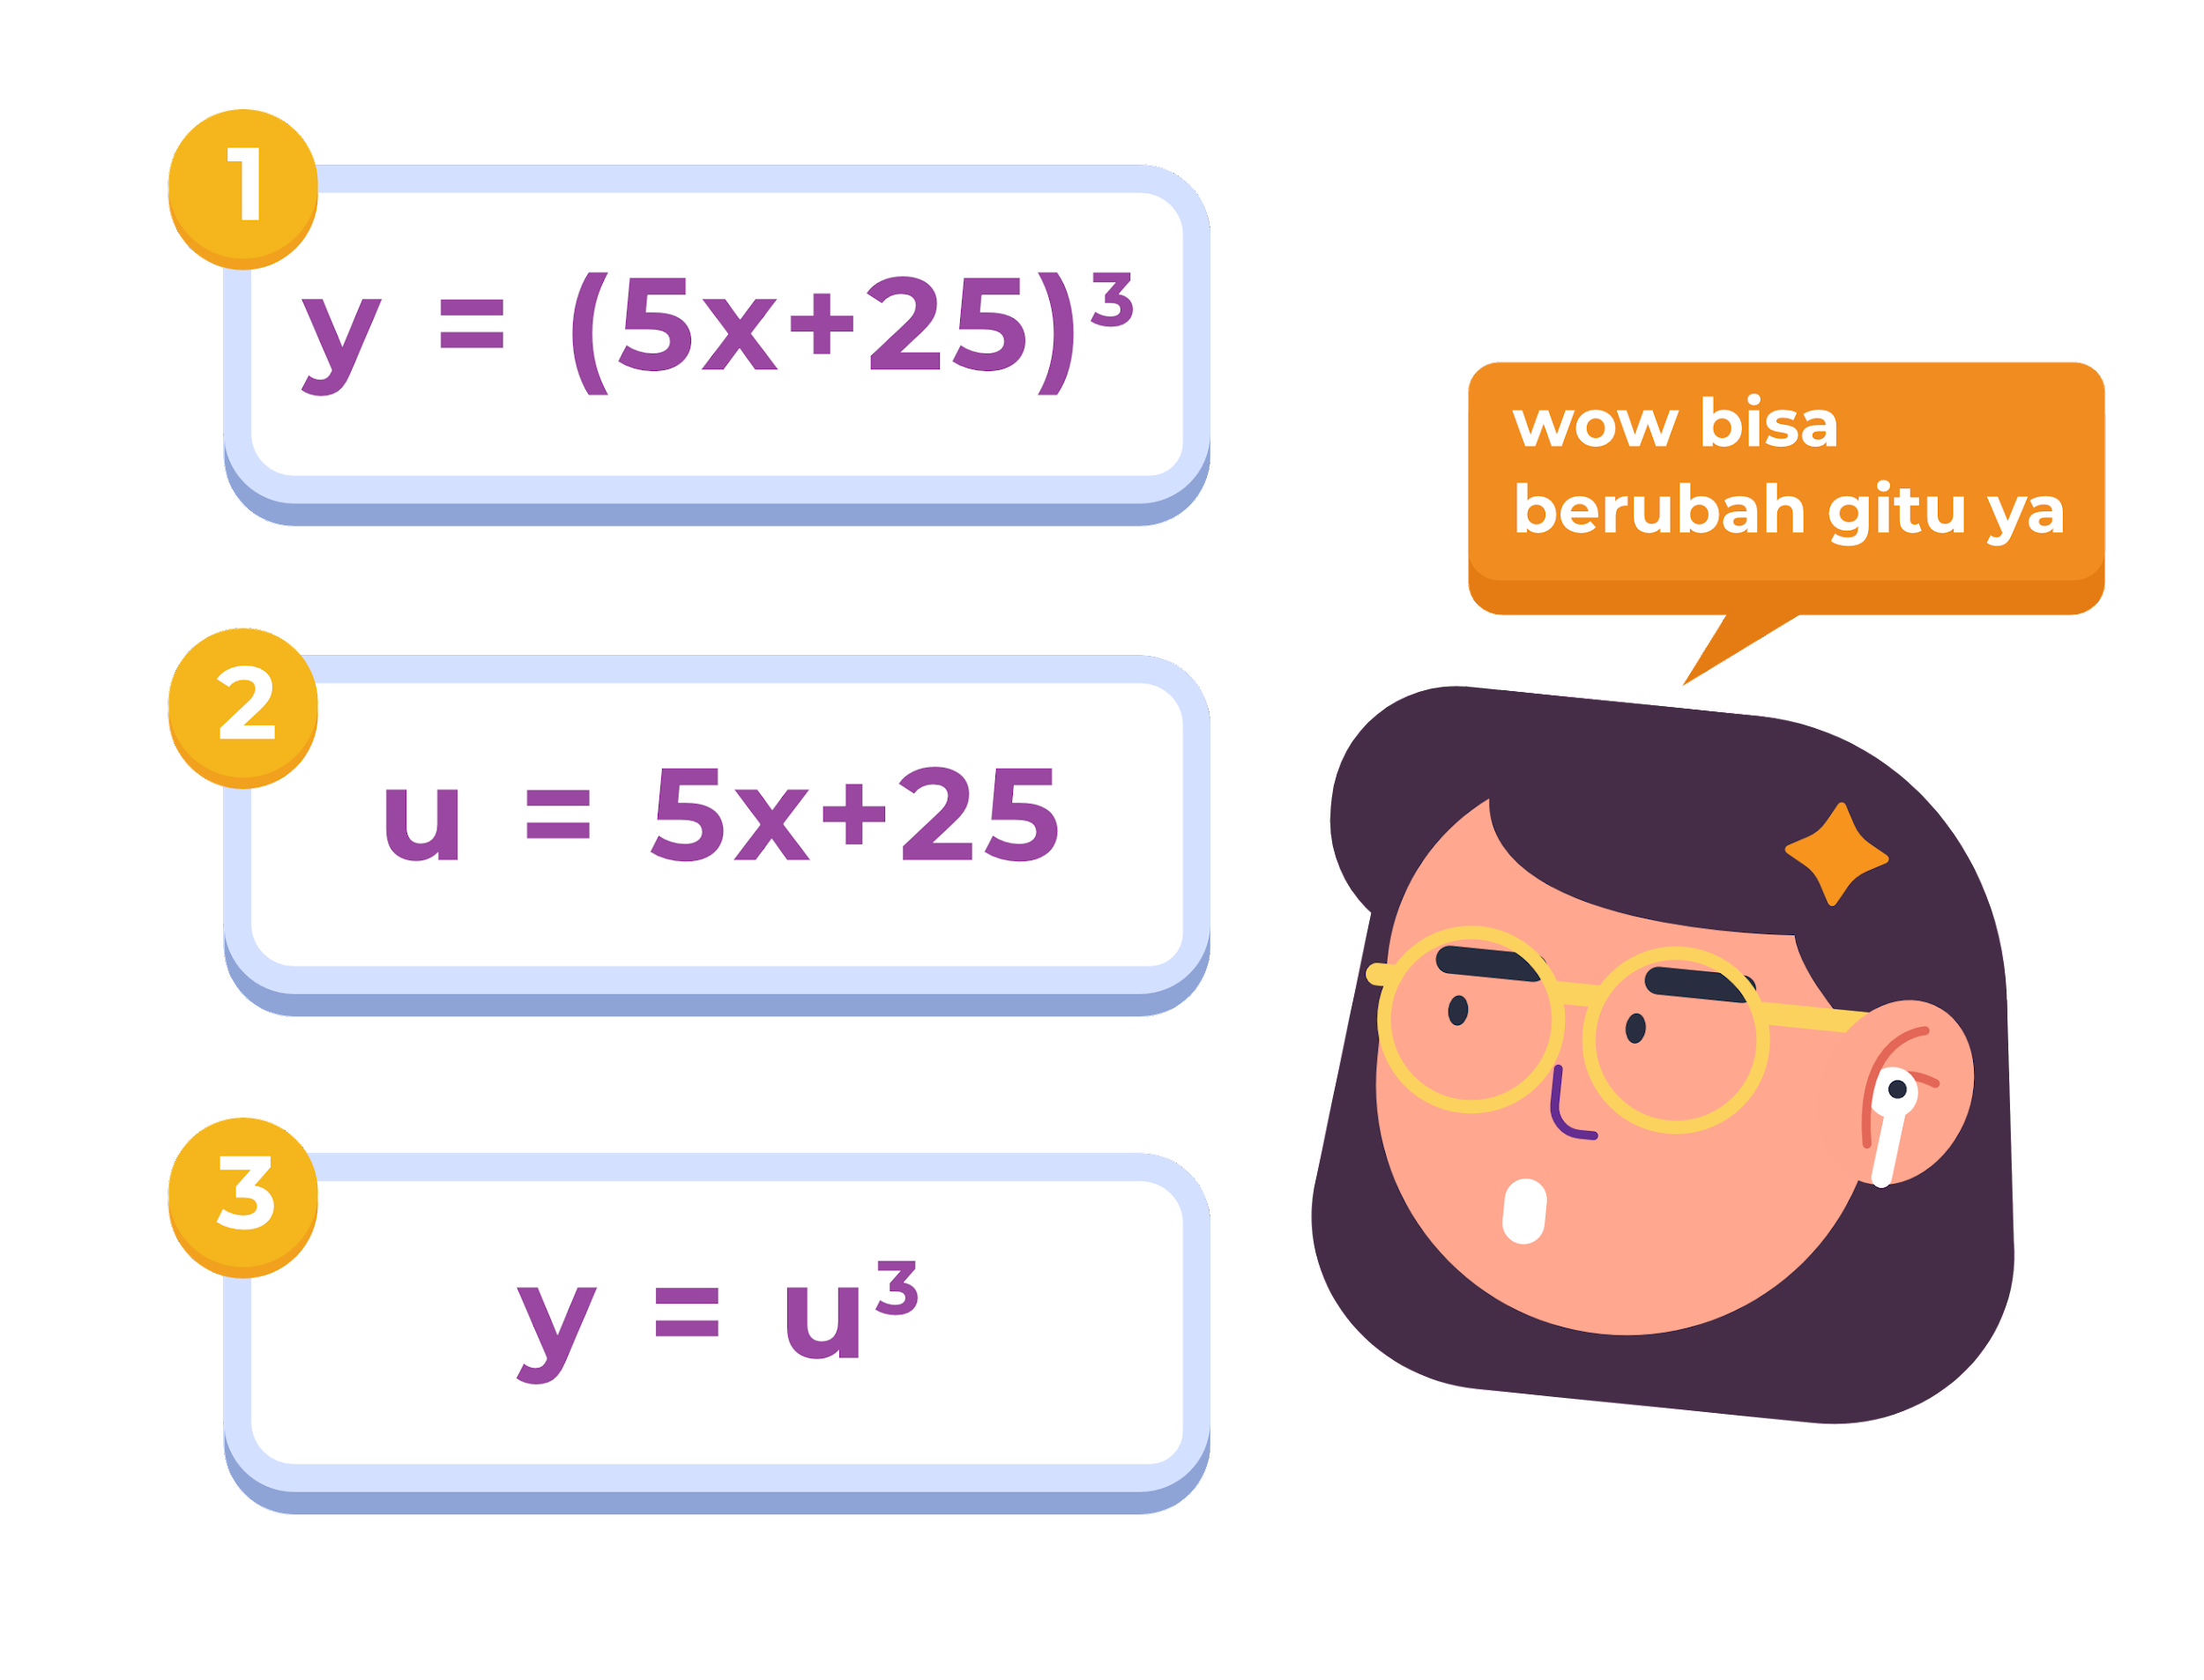 1
y = (5x+25)³
2
u = 5x+25
3
y = u³
wow bisa
berubah gitu ya